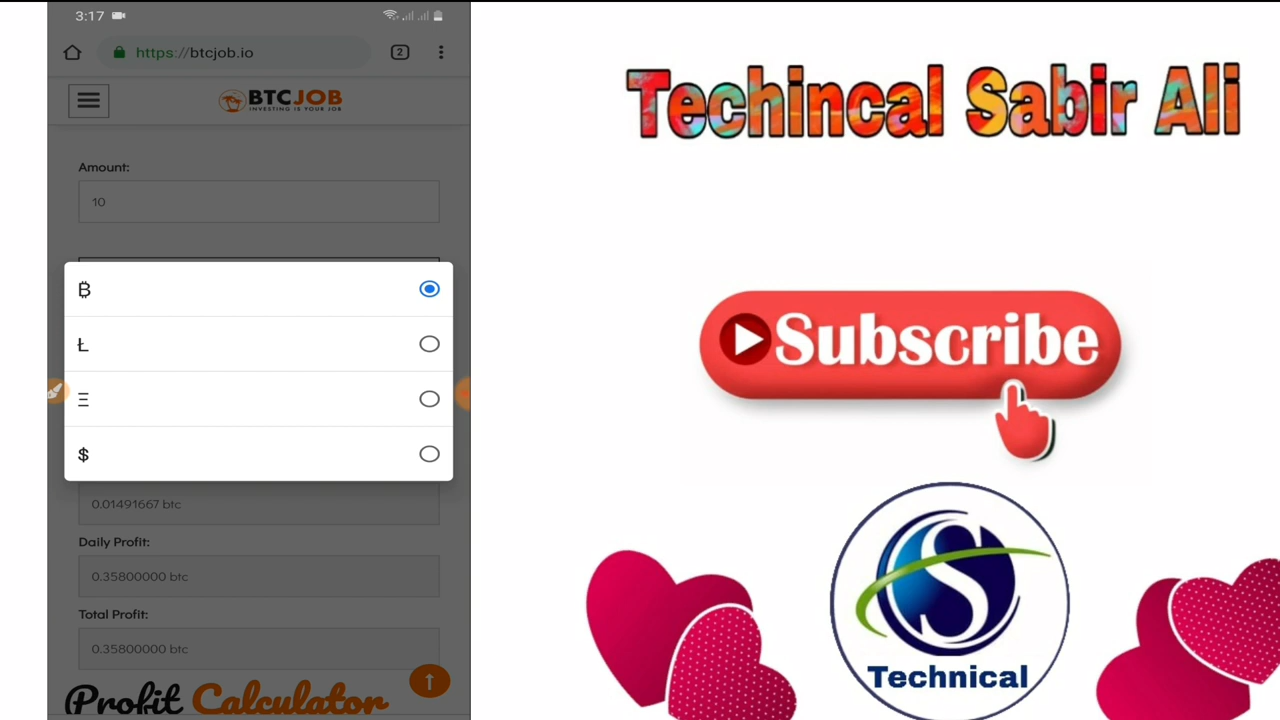 3:17
https://btcjob.io
2
BTCJOB
INVESTING IS YOUR JOB
Amount:
10
₿
Ł
Ξ
$
0.01491667 btc
Daily Profit:
0.35800000 btc
Total Profit:
0.35800000 btc
Profit Calculator
Techincal Sabir Ali
Subscribe
S
Technical